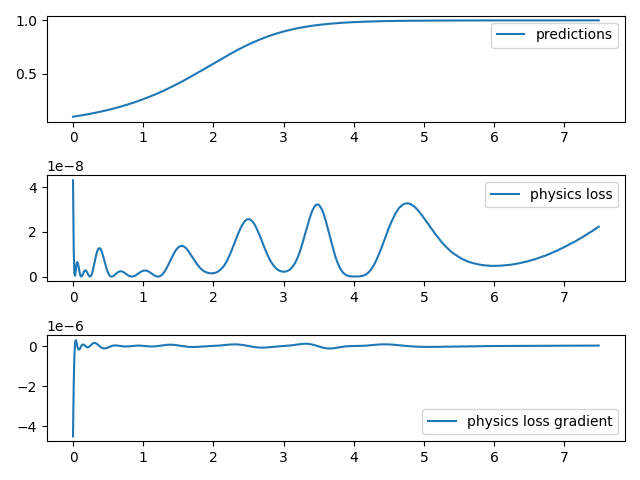 1.0
predictions
0.5
0 1 2 3 4 5 6 7
1e−8
4
physics loss
2
0
0 1 2 3 4 5 6 7
1e−6
0
−2
−4
physics loss gradient
0 1 2 3 4 5 6 7